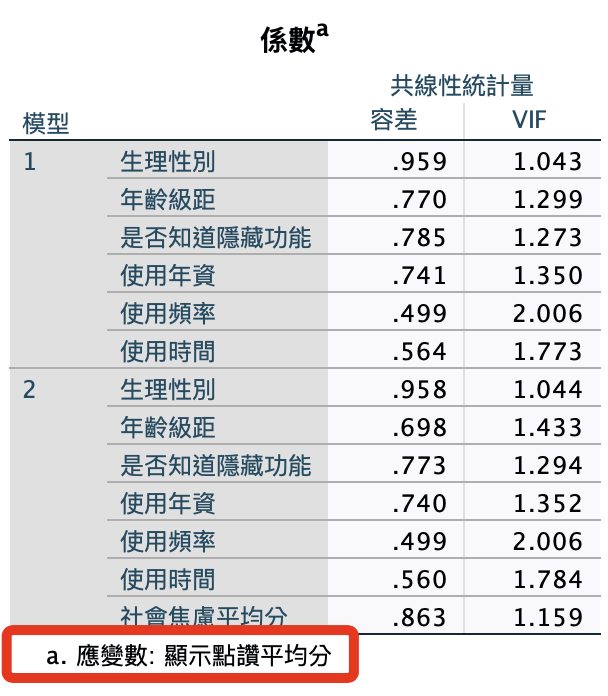 係數a
共線性統計量
模型 容差 VIF
1 生理性別 .959 1.043
年齡級距 .770 1.299
是否知道隱藏功能 .785 1.273
使用年資 .741 1.350
使用頻率 .499 2.006
使用時間 .564 1.773
2 生理性別 .958 1.044
年齡級距 .698 1.433
是否知道隱藏功能 .773 1.294
使用年資 .740 1.352
使用頻率 .499 2.006
使用時間 .560 1.784
社會焦慮平均分 .863 1.159
a. 應變數: 顯示點讚平均分